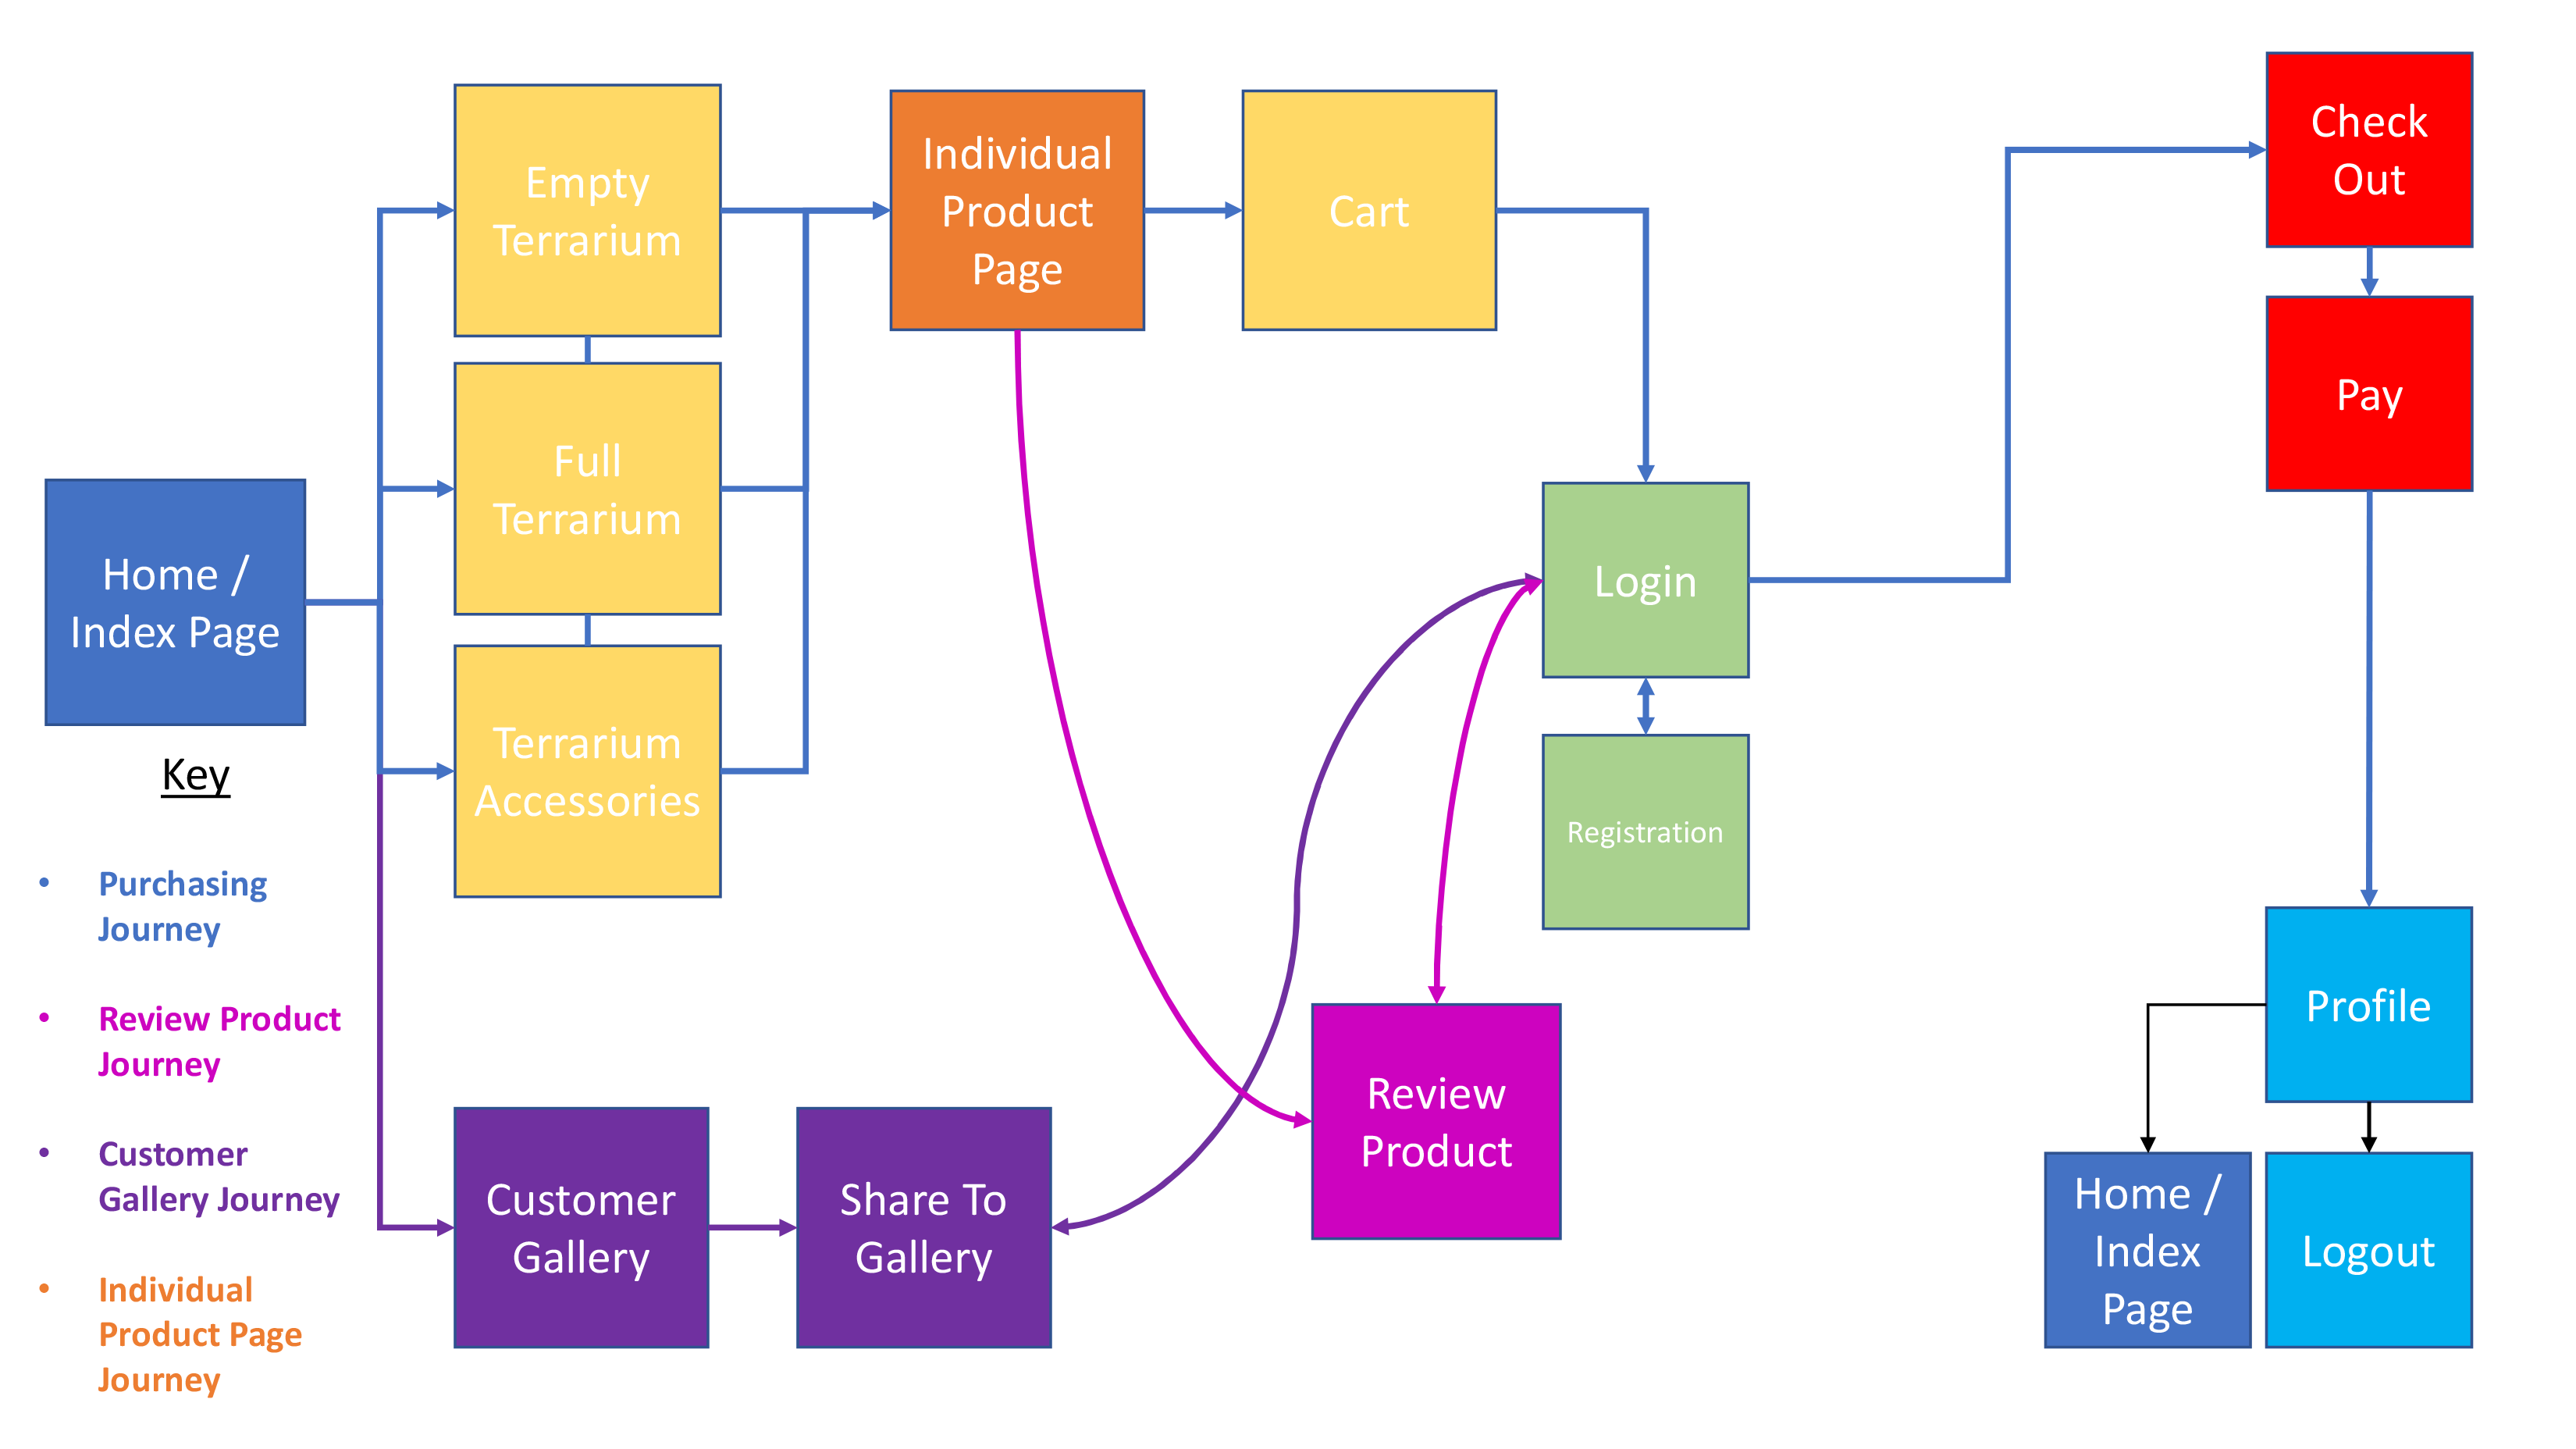 Empty
Terrarium
Individual
Product
Page
Cart
Check
Out
Pay
Full
Terrarium
Home /
Index Page
Login
Terrarium
Accessories
Registration
Key
• Purchasing
Journey
• Review Product
Journey
• Customer
Gallery Journey
• Individual
Product Page
Journey
Customer
Gallery
Share To
Gallery
Review
Product
Profile
Home /
Index
Page
Logout